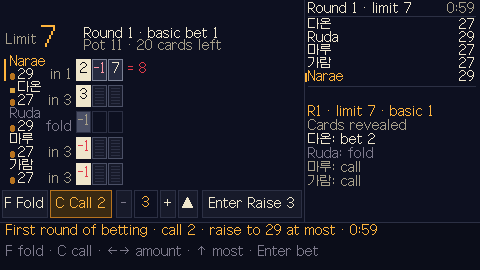 Limit 7
Round 1 · basic bet 1
Pot 11 · 20 cards left
Narae
29 in 1 2 -1 7 = 8
다온
27 in 3 3
Ruda
29 fold -1
마루
27 in 3 -1
가람
27 in 3 -1
F Fold C Call 2 - 3 + ▲ Enter Raise 3
First round of betting · call 2 · raise to 29 at most · 0:59
F fold · C call · ←→ amount · ↑ most · Enter bet
Round 1 · limit 7 0:59
다온 27
Ruda 29
마루 27
가람 27
Narae 29
R1 · limit 7 · basic 1
Cards revealed
다온: bet 2
Ruda: fold
마루: call
가람: call